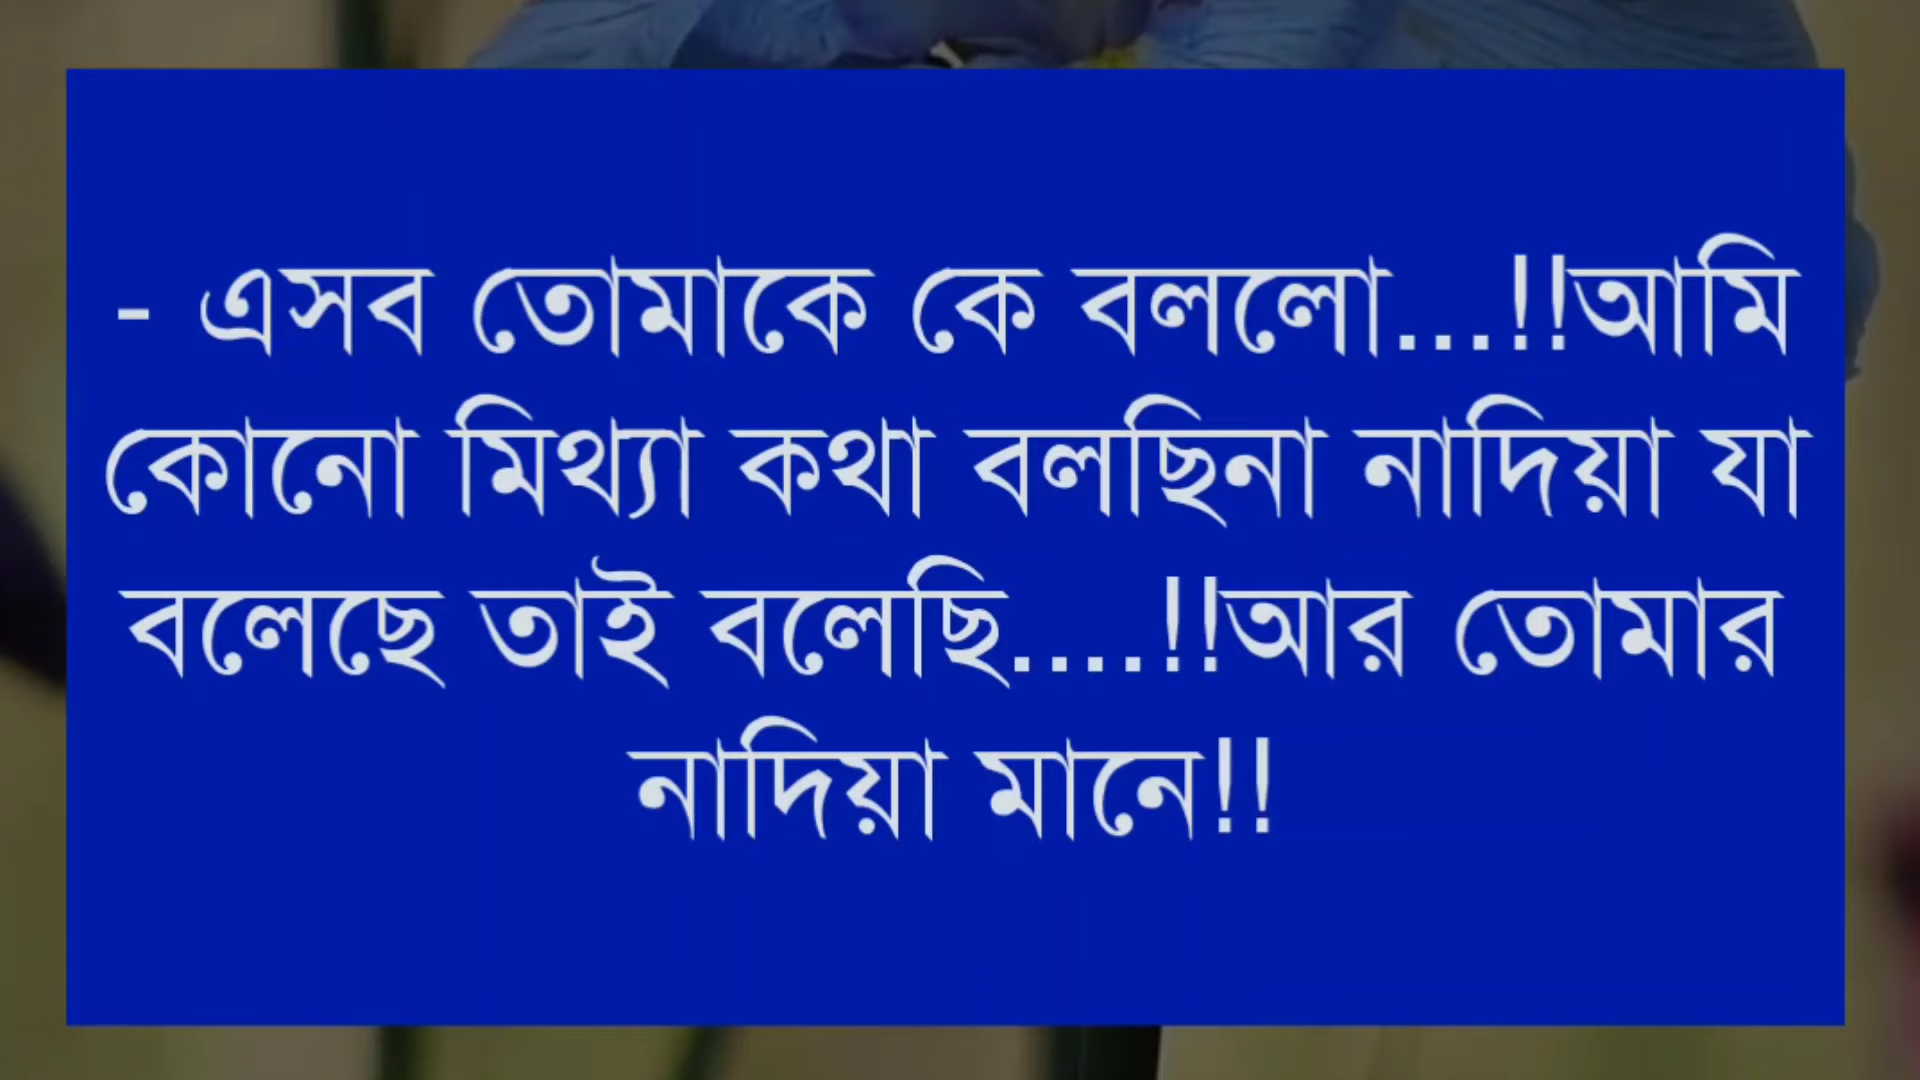 - এসব তোমাকে কে বললো...!!আমি
কোনো মিথ্যা কথা বলছিনা নাদিয়া যা
বলেছে তাই বলেছি....!!আর তোমার
নাদিয়া মানে!!